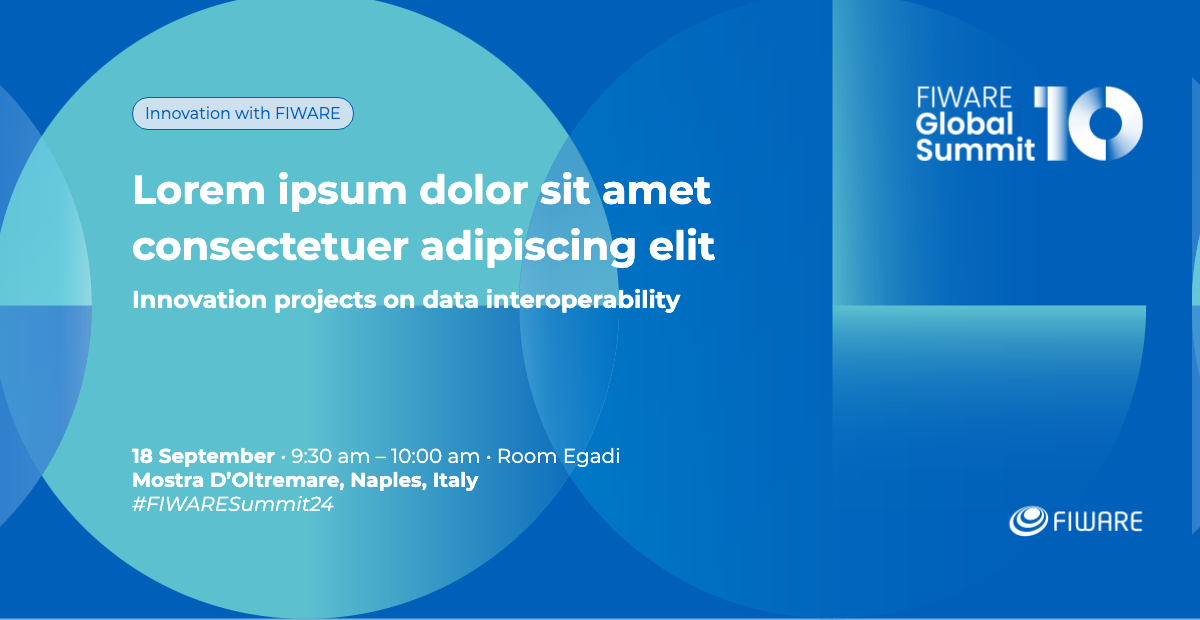 Innovation with FIWARE
FIWARE
Global
Summit 10
Lorem ipsum dolor sit amet
consectetuer adipiscing elit
Innovation projects on data interoperability
18 September · 9:30 am – 10:00 am · Room Egadi
Mostra D’Oltremare, Naples, Italy
#FIWARESummit24
FIWARE